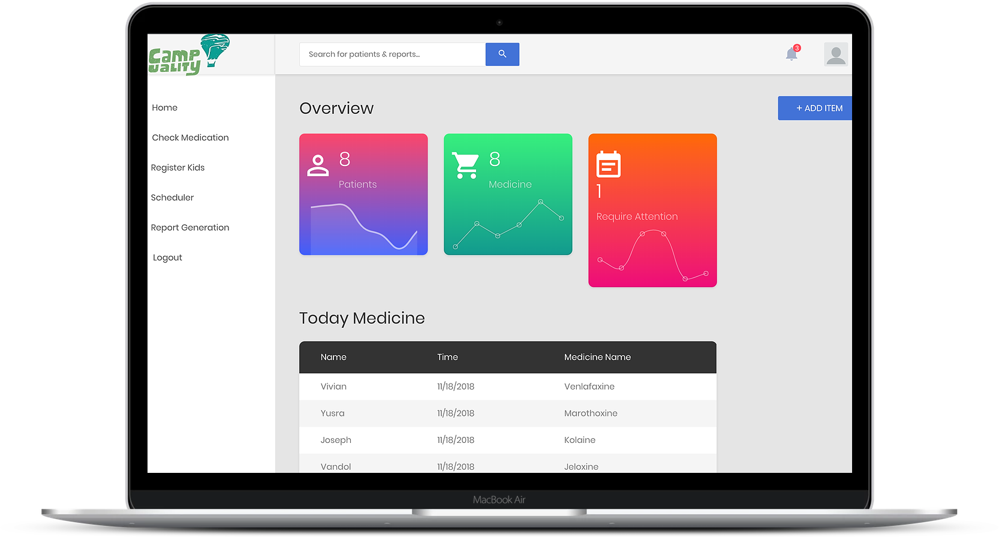 Camp
uality
Search for patients & reports...
3
Home
Check Medication
Register Kids
Scheduler
Report Generation
Logout
Overview
+ ADD ITEM
8
Patients
8
Medicine
1
Require Attention
Today Medicine
Name Time Medicine Name
Vivian 11/18/2018 Venlafaxine
Yusra 11/18/2018 Marothoxine
Joseph 11/18/2018 Kolaine
Vandol 11/18/2018 Jeloxine
MacBook Air